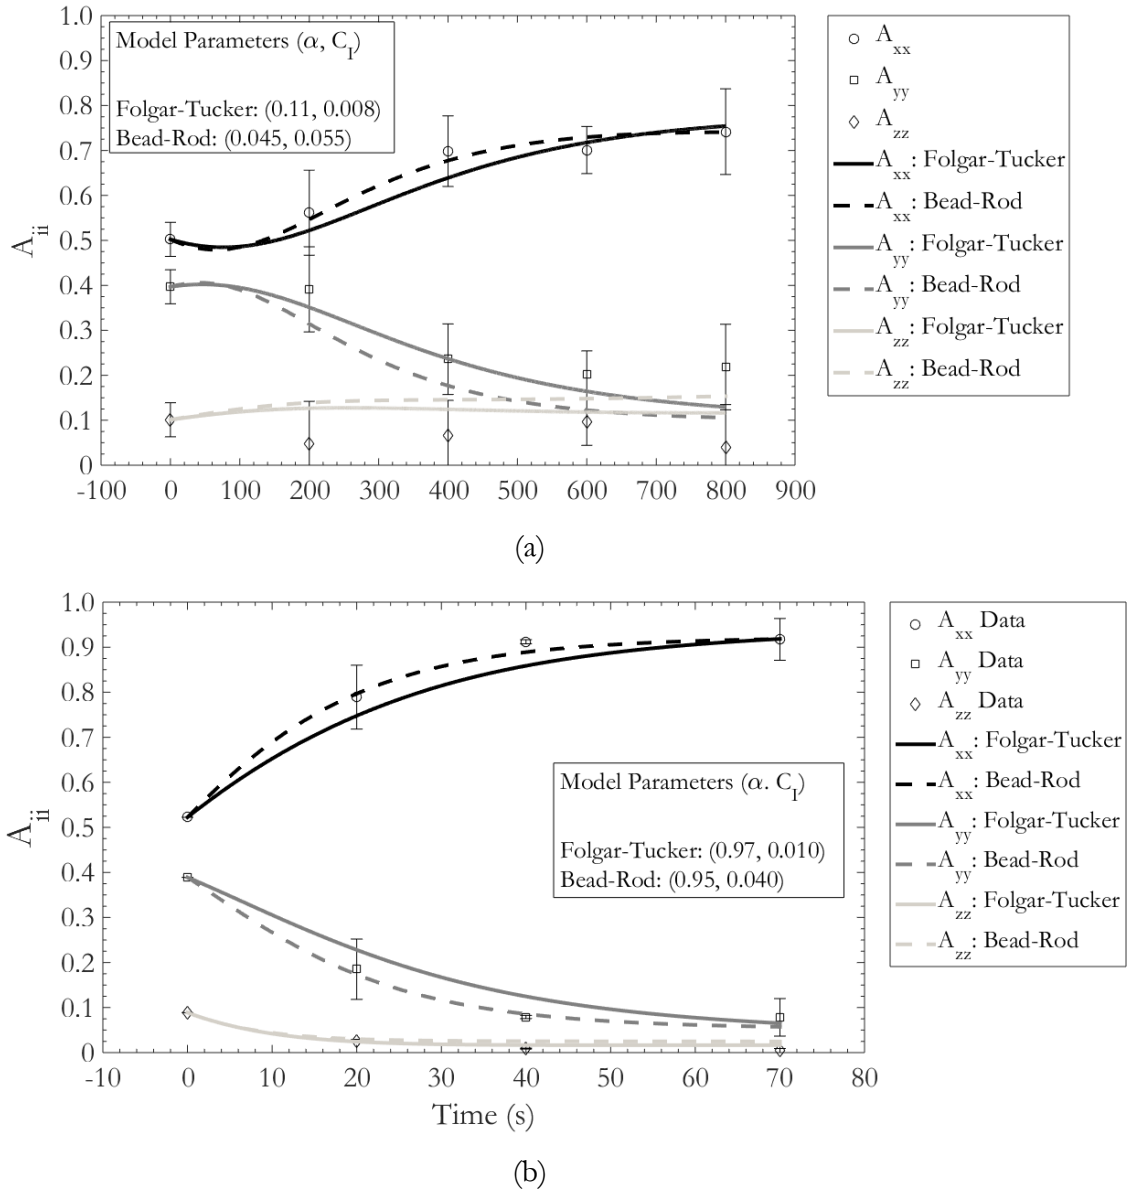 1.0
0.9
0.8
0.7
0.6
0.5
0.4
0.3
0.2
0.1
0
A_ii
Model Parameters (α, C_I)
Folgar-Tucker: (0.11, 0.008)
Bead-Rod: (0.045, 0.055)
-100 0 100 200 300 400 500 600 700 800 900
A_xx
A_yy
A_zz
A_xx: Folgar-Tucker
A_xx: Bead-Rod
A_yy: Folgar-Tucker
A_yy: Bead-Rod
A_zz: Folgar-Tucker
A_zz: Bead-Rod
(a)
1.0
0.9
0.8
0.7
0.6
0.5
0.4
0.3
0.2
0.1
0
A_ii
Model Parameters (α. C_I)
Folgar-Tucker: (0.97, 0.010)
Bead-Rod: (0.95, 0.040)
-10 0 10 20 30 40 50 60 70 80
Time (s)
A_xx Data
A_yy Data
A_zz Data
A_xx: Folgar-Tucker
A_xx: Bead-Rod
A_yy: Folgar-Tucker
A_yy: Bead-Rod
A_zz: Folgar-Tucker
A_zz: Bead-Rod
(b)